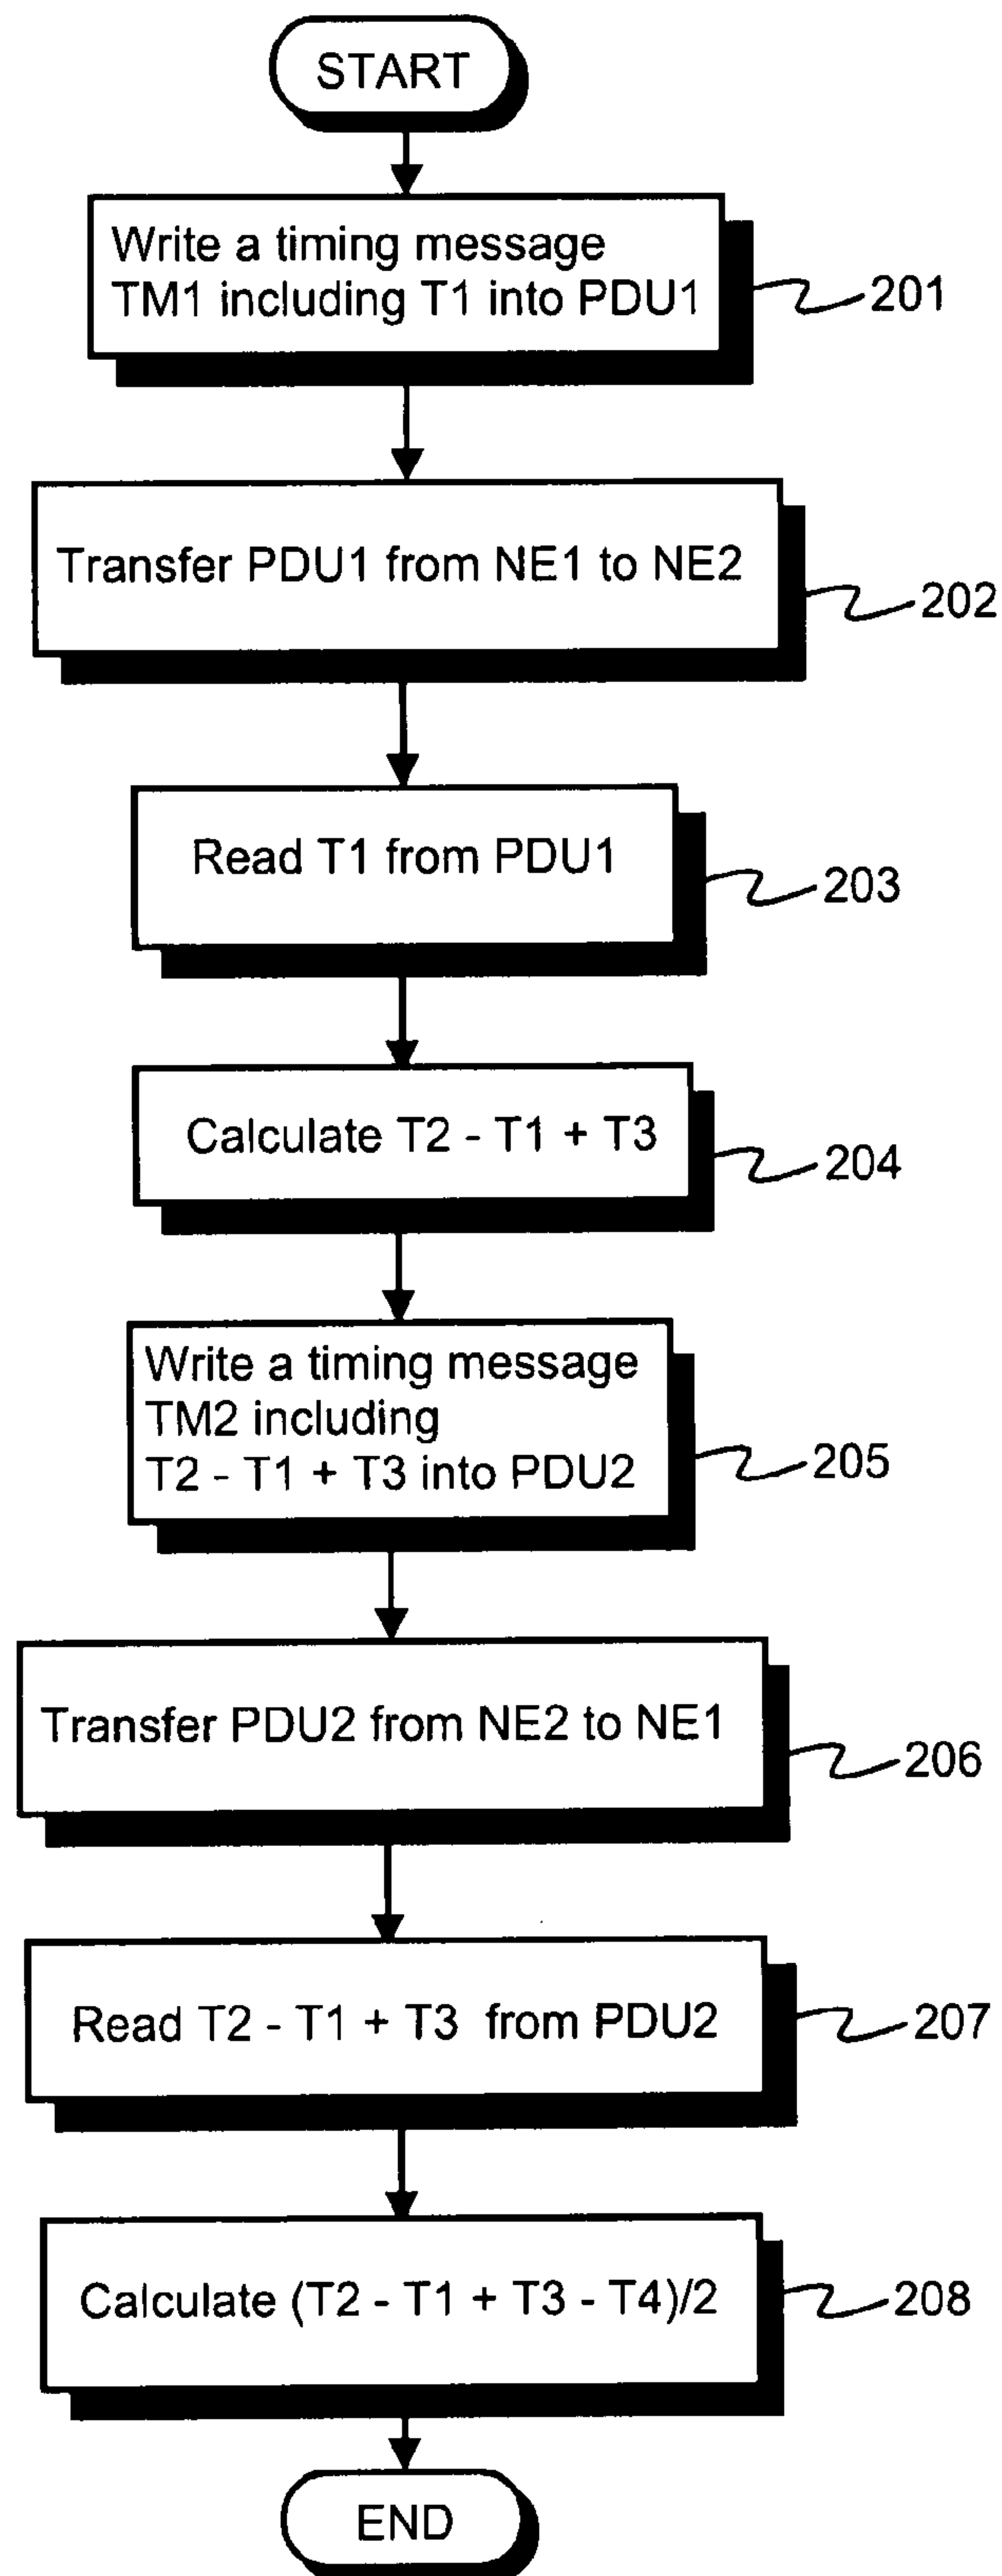 START
Write a timing message
TM1 including T1 into PDU1
201
Transfer PDU1 from NE1 to NE2
202
Read T1 from PDU1
203
Calculate T2 - T1 + T3
204
Write a timing message
TM2 including
T2 - T1 + T3 into PDU2
205
Transfer PDU2 from NE2 to NE1
206
Read T2 - T1 + T3 from PDU2
207
Calculate (T2 - T1 + T3 - T4)/2
208
END